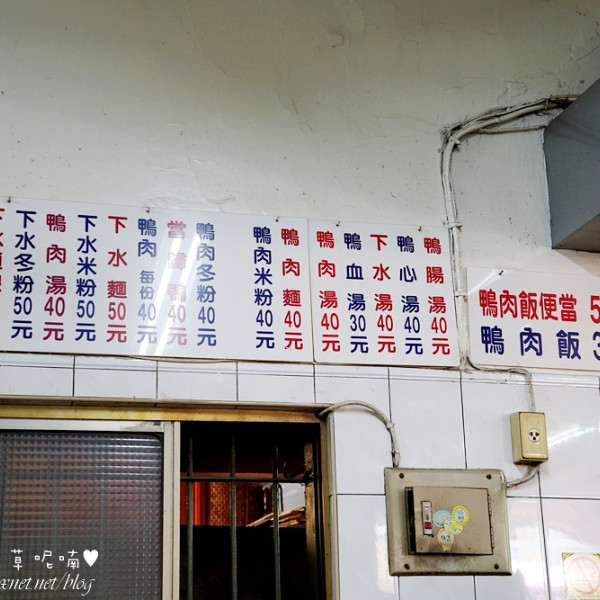 鴨肉飯便當 5
鴨肉飯 3
鴨腸湯 40元
鴨心湯 40元
下水湯 40元
鴨血湯 30元
鴨肉湯 40元
鴨肉麵 40元
鴨肉米粉 40元
鴨肉冬粉 40元
當歸鴨 40元
鴨肉 每份 40元
下水麵 50元
下水米粉 50元
鴨肉湯 40元
下水冬粉 50元
草呢喃♥
xnet.net/blog